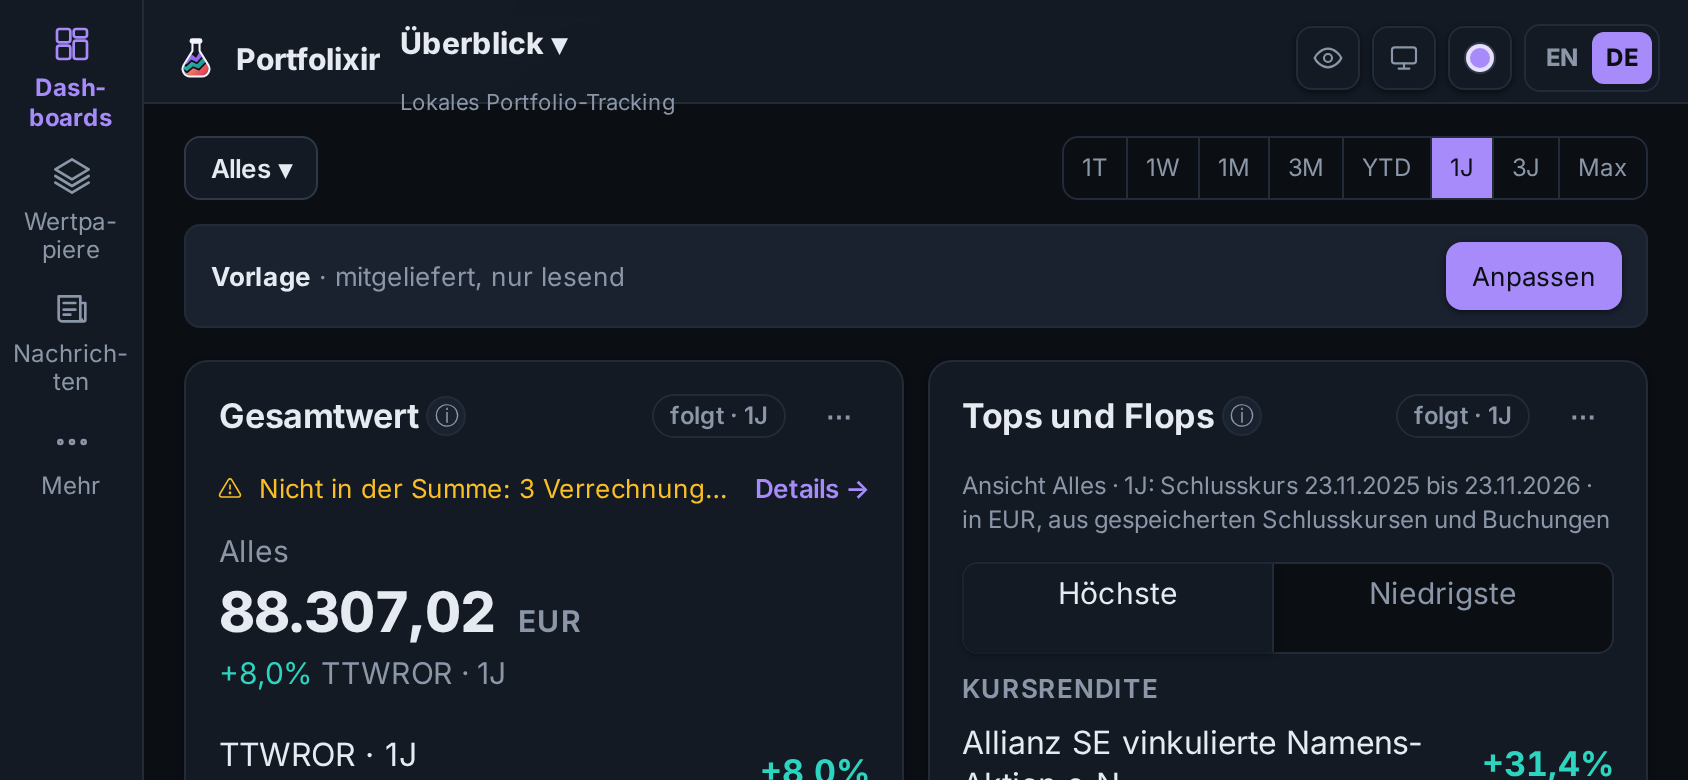 Dash-
boards
Wertpa-
piere
Nachrich-
ten
Mehr
Portfolixir
Überblick ▾
Lokales Portfolio-Tracking
EN DE
Alles ▾
1T 1W 1M 3M YTD 1J 3J Max
Vorlage · mitgeliefert, nur lesend
Anpassen
Gesamtwert ⓘ folgt · 1J ···
Nicht in der Summe: 3 Verrechnung… Details →
Alles
88.307,02 EUR
+8,0% TTWROR · 1J
TTWROR · 1J
+8,0%
Tops und Flops ⓘ folgt · 1J ···
Ansicht Alles · 1J: Schlusskurs 23.11.2025 bis 23.11.2026 ·
in EUR, aus gespeicherten Schlusskursen und Buchungen
Höchste Niedrigste
KURSRENDITE
Allianz SE vinkulierte Namens-
Aktien o.N.
+31,4%